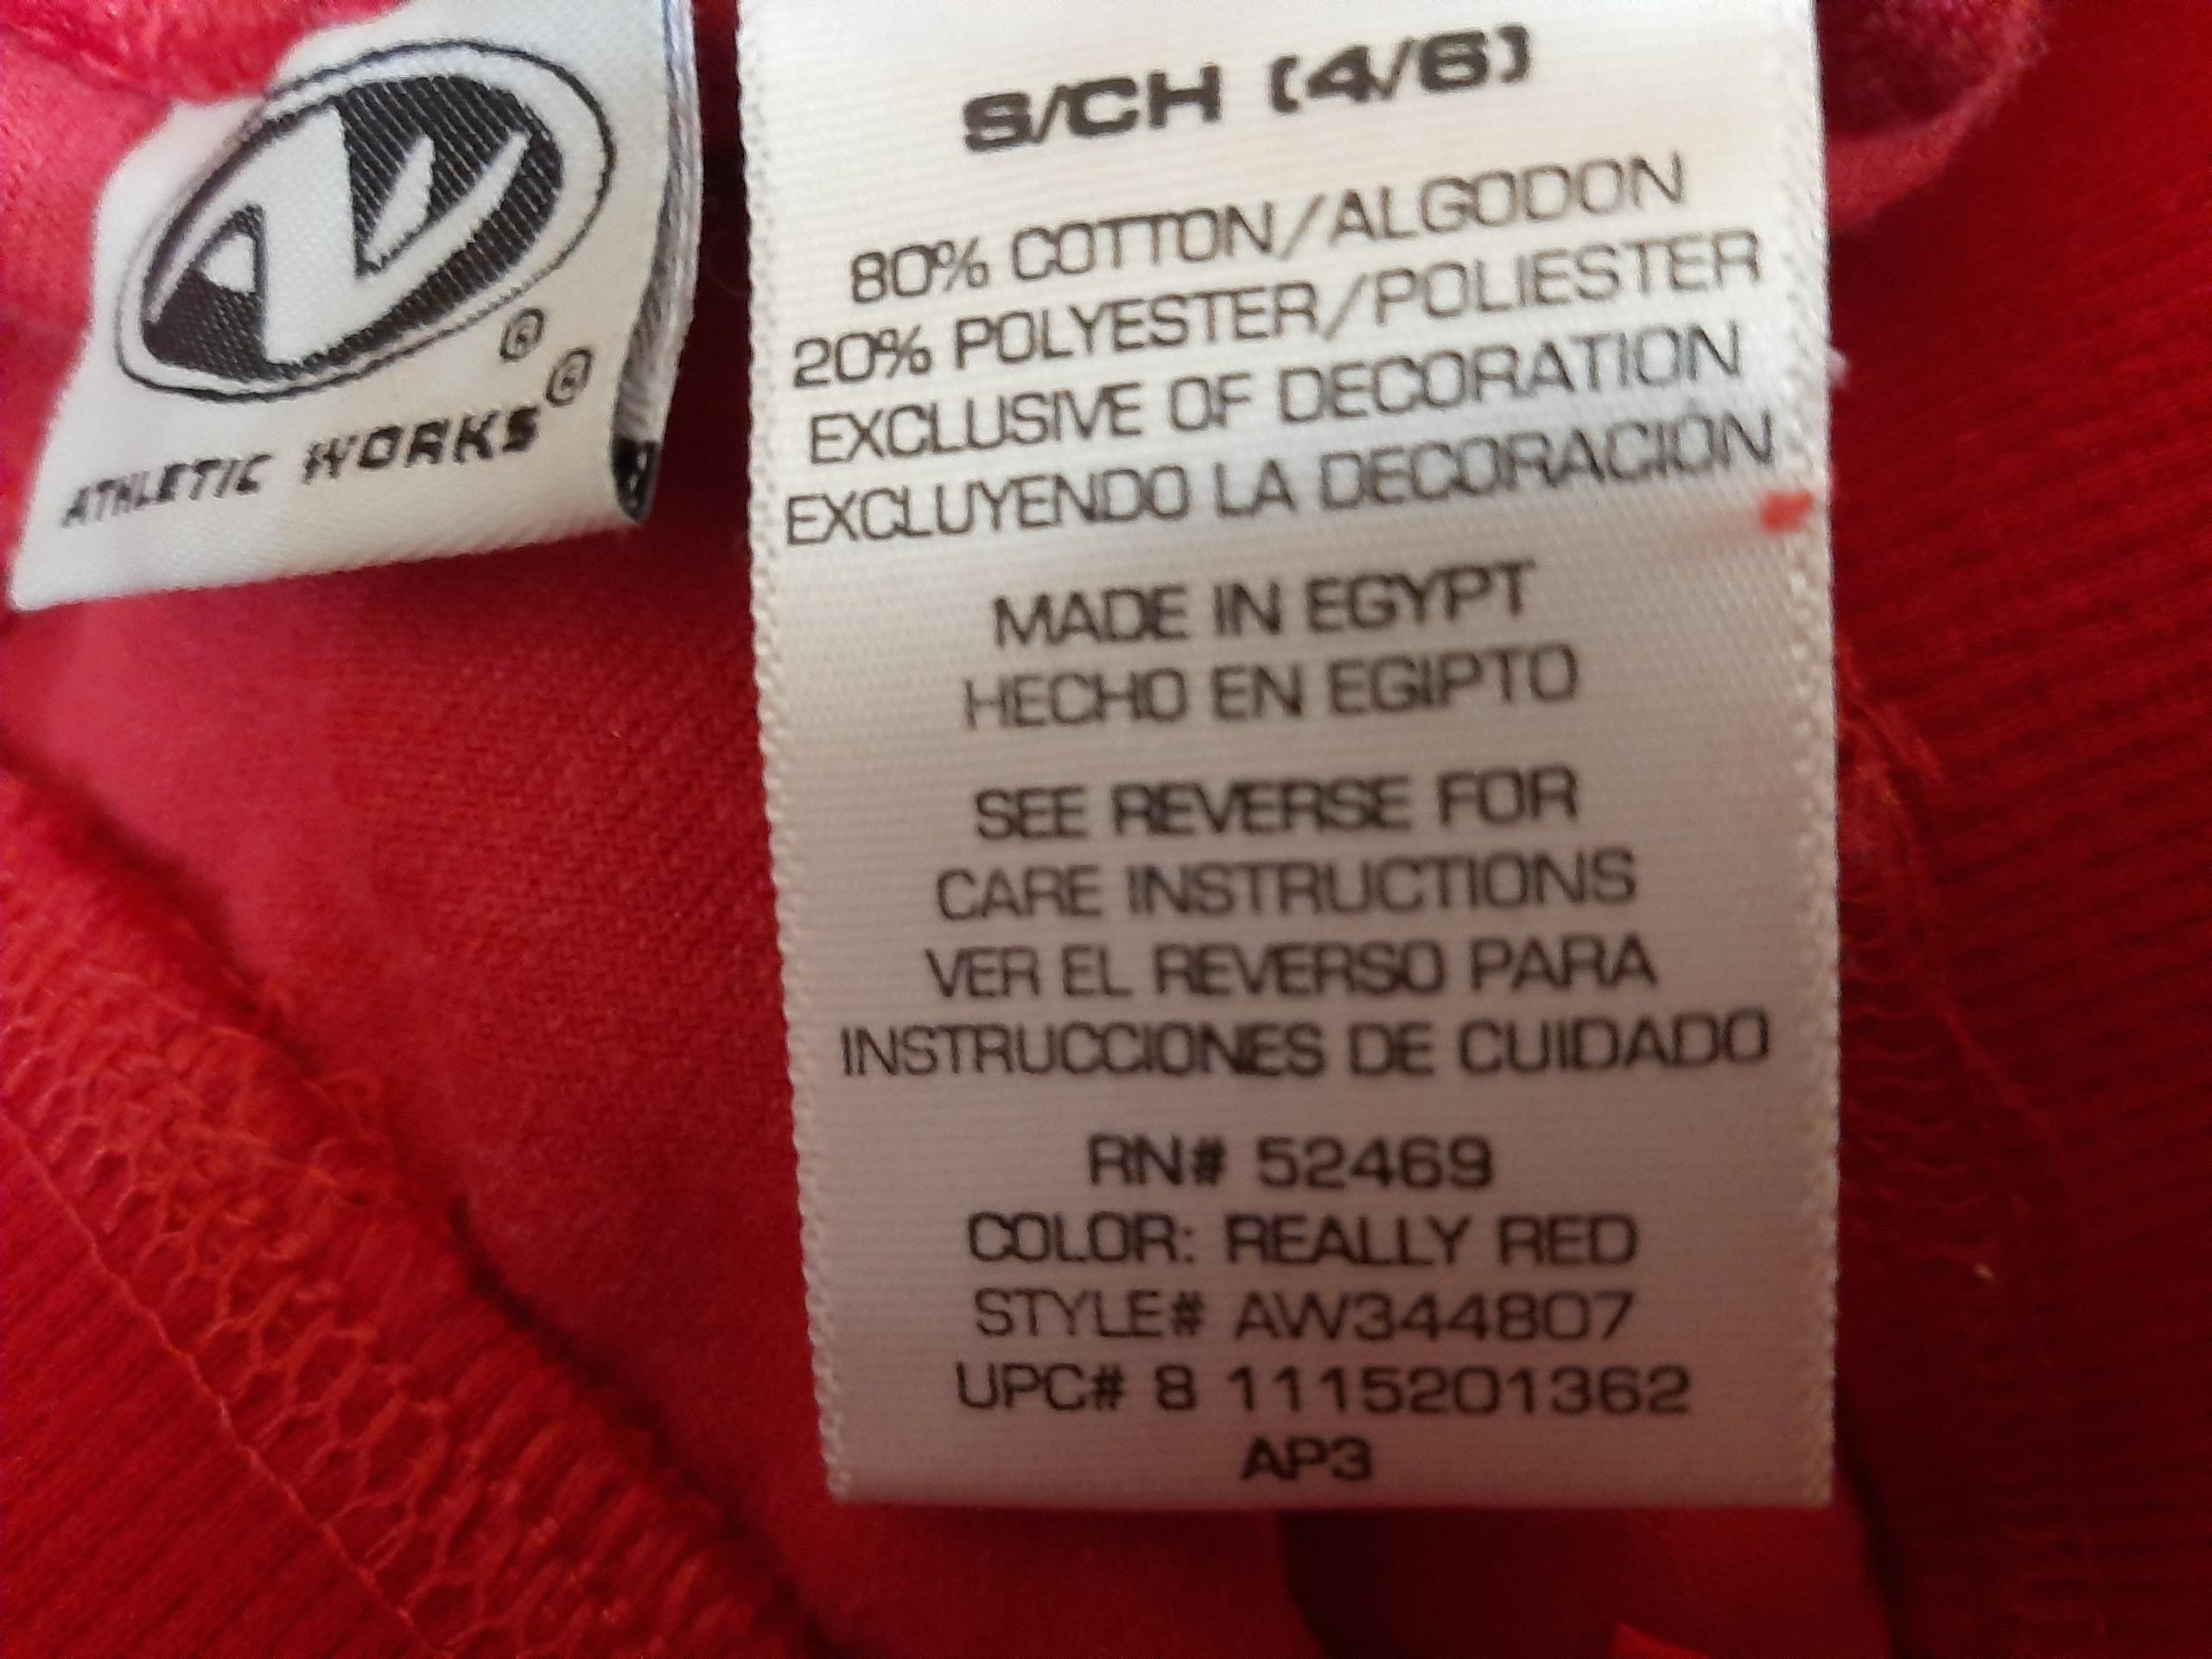 ATHLETIC WORKS®
®
S/CH (4/6)
80% COTTON/ALGODON
20% POLYESTER/POLIESTER
EXCLUSIVE OF DECORATION
EXCLUYENDO LA DECORACIÓN
MADE IN EGYPT
HECHO EN EGIPTO
SEE REVERSE FOR
CARE INSTRUCTIONS
VER EL REVERSO PARA
INSTRUCCIONES DE CUIDADO
RN# 52469
COLOR: REALLY RED
STYLE# AW344807
UPC# 8 1115201362
AP3